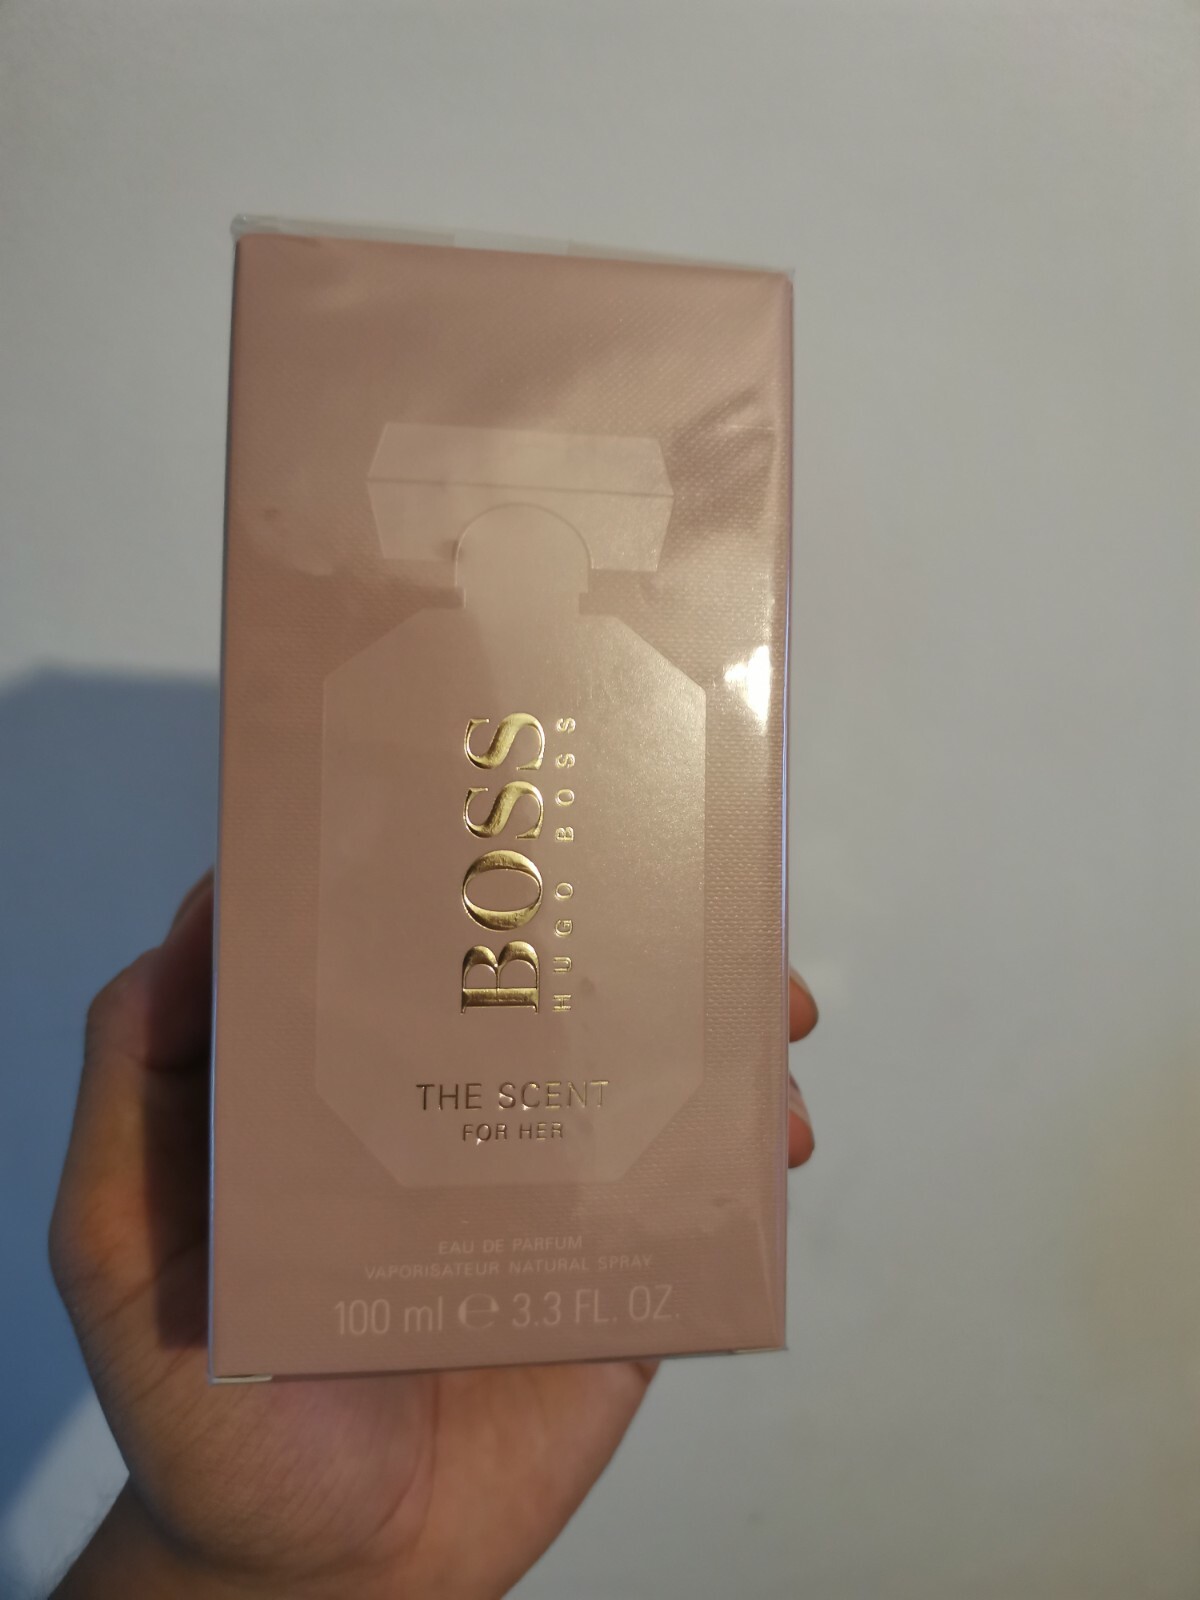 BOSS
HUGO BOSS
THE SCENT
FOR HER
EAU DE PARFUM
VAPORISATEUR NATURAL SPRAY
100 ml ℮ 3.3 FL. OZ.